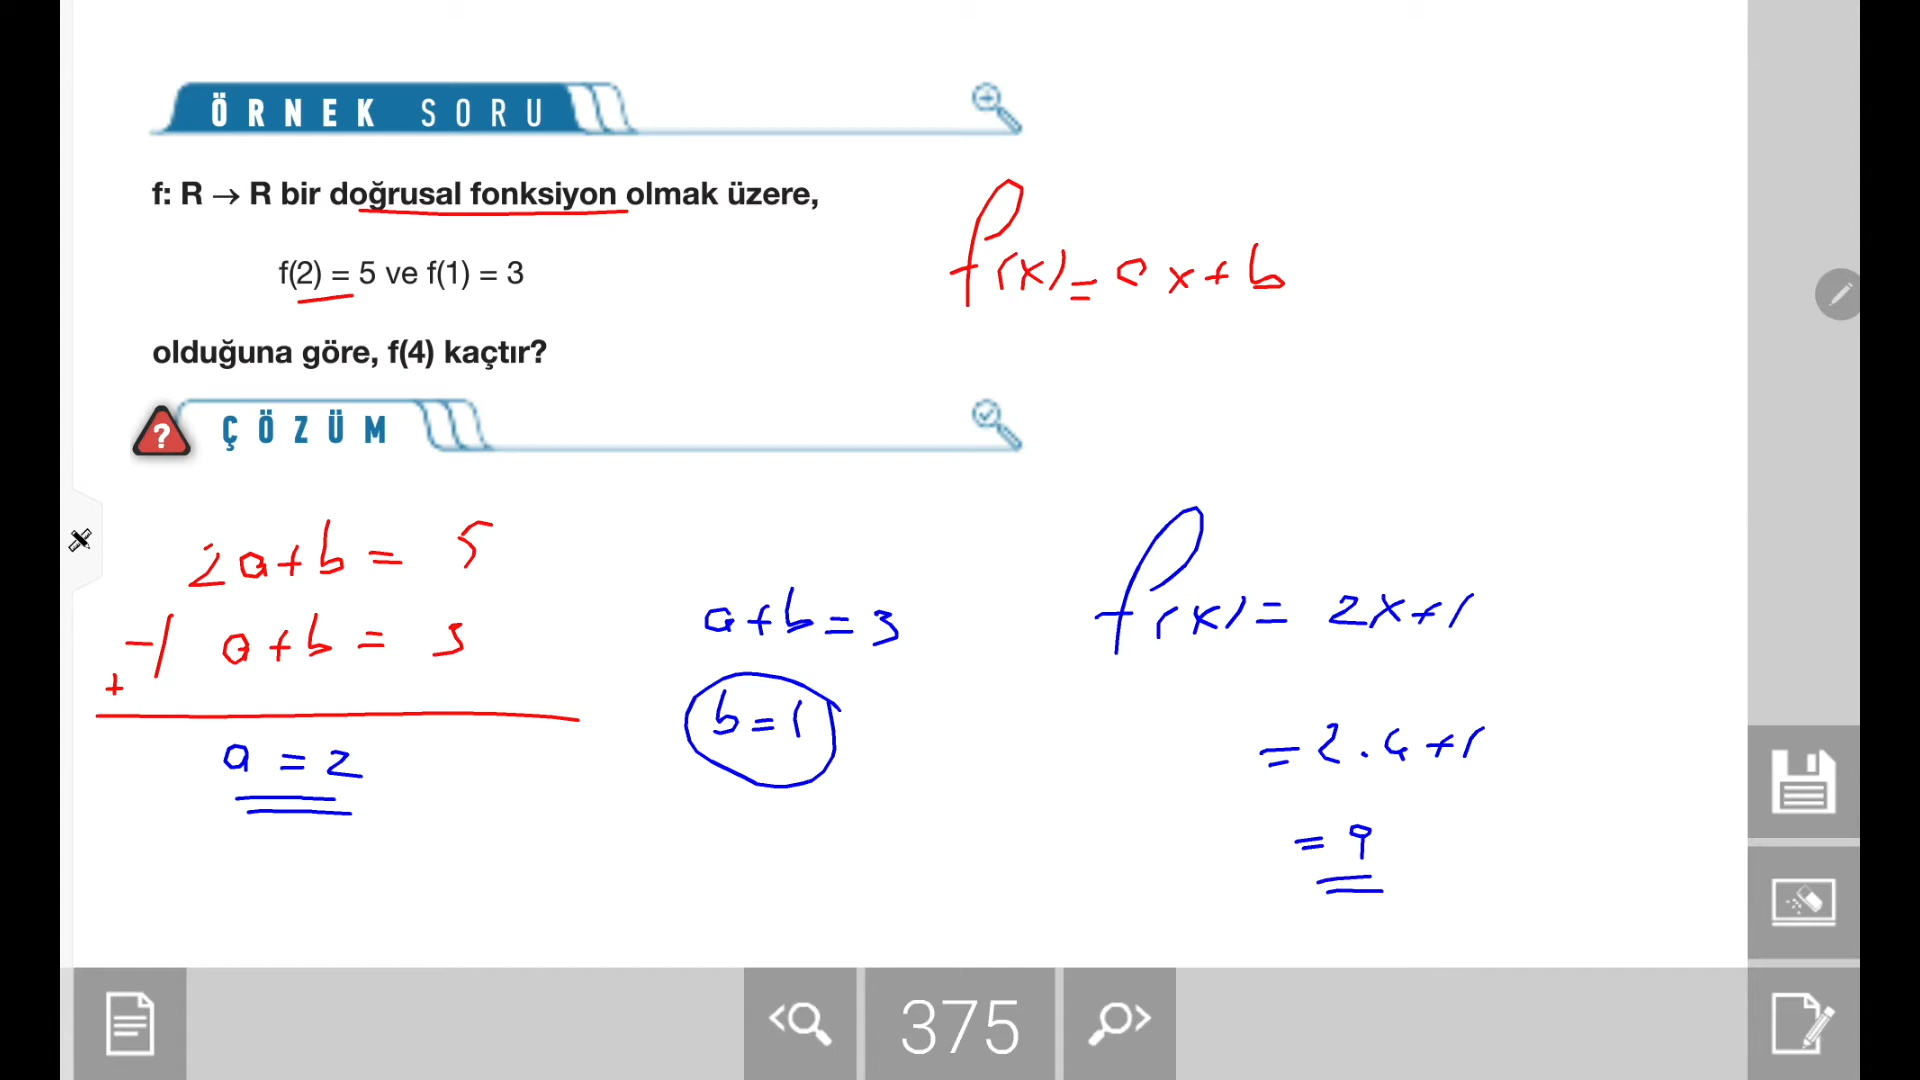 ÖRNEK SORU
f: R → R bir doğrusal fonksiyon olmak üzere,
f(2) = 5 ve f(1) = 3
olduğuna göre, f(4) kaçtır?
f(x) = ax+b
ÇÖZÜM
2a+b = 5
-1/ a+b = 3
+
a = 2
a+b = 3
b = 1
f(x) = 2x+1
= 2.4+1
= 9
375